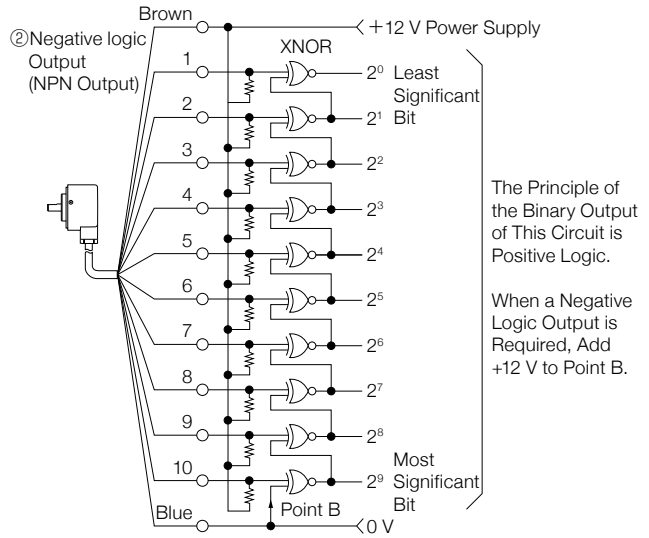 ②Negative logic
Output
(NPN Output)
Brown
+12 V Power Supply
XNOR
1
2⁰ Least
Significant
Bit
2
2¹
3
2²
4
2³
5
2⁴
6
2⁵
7
2⁶
8
2⁷
9
2⁸
10
2⁹ Most
Significant
Bit
Blue
Point B
0 V
The Principle of
the Binary Output
of This Circuit is
Positive Logic.
When a Negative
Logic Output is
Required, Add
+12 V to Point B.